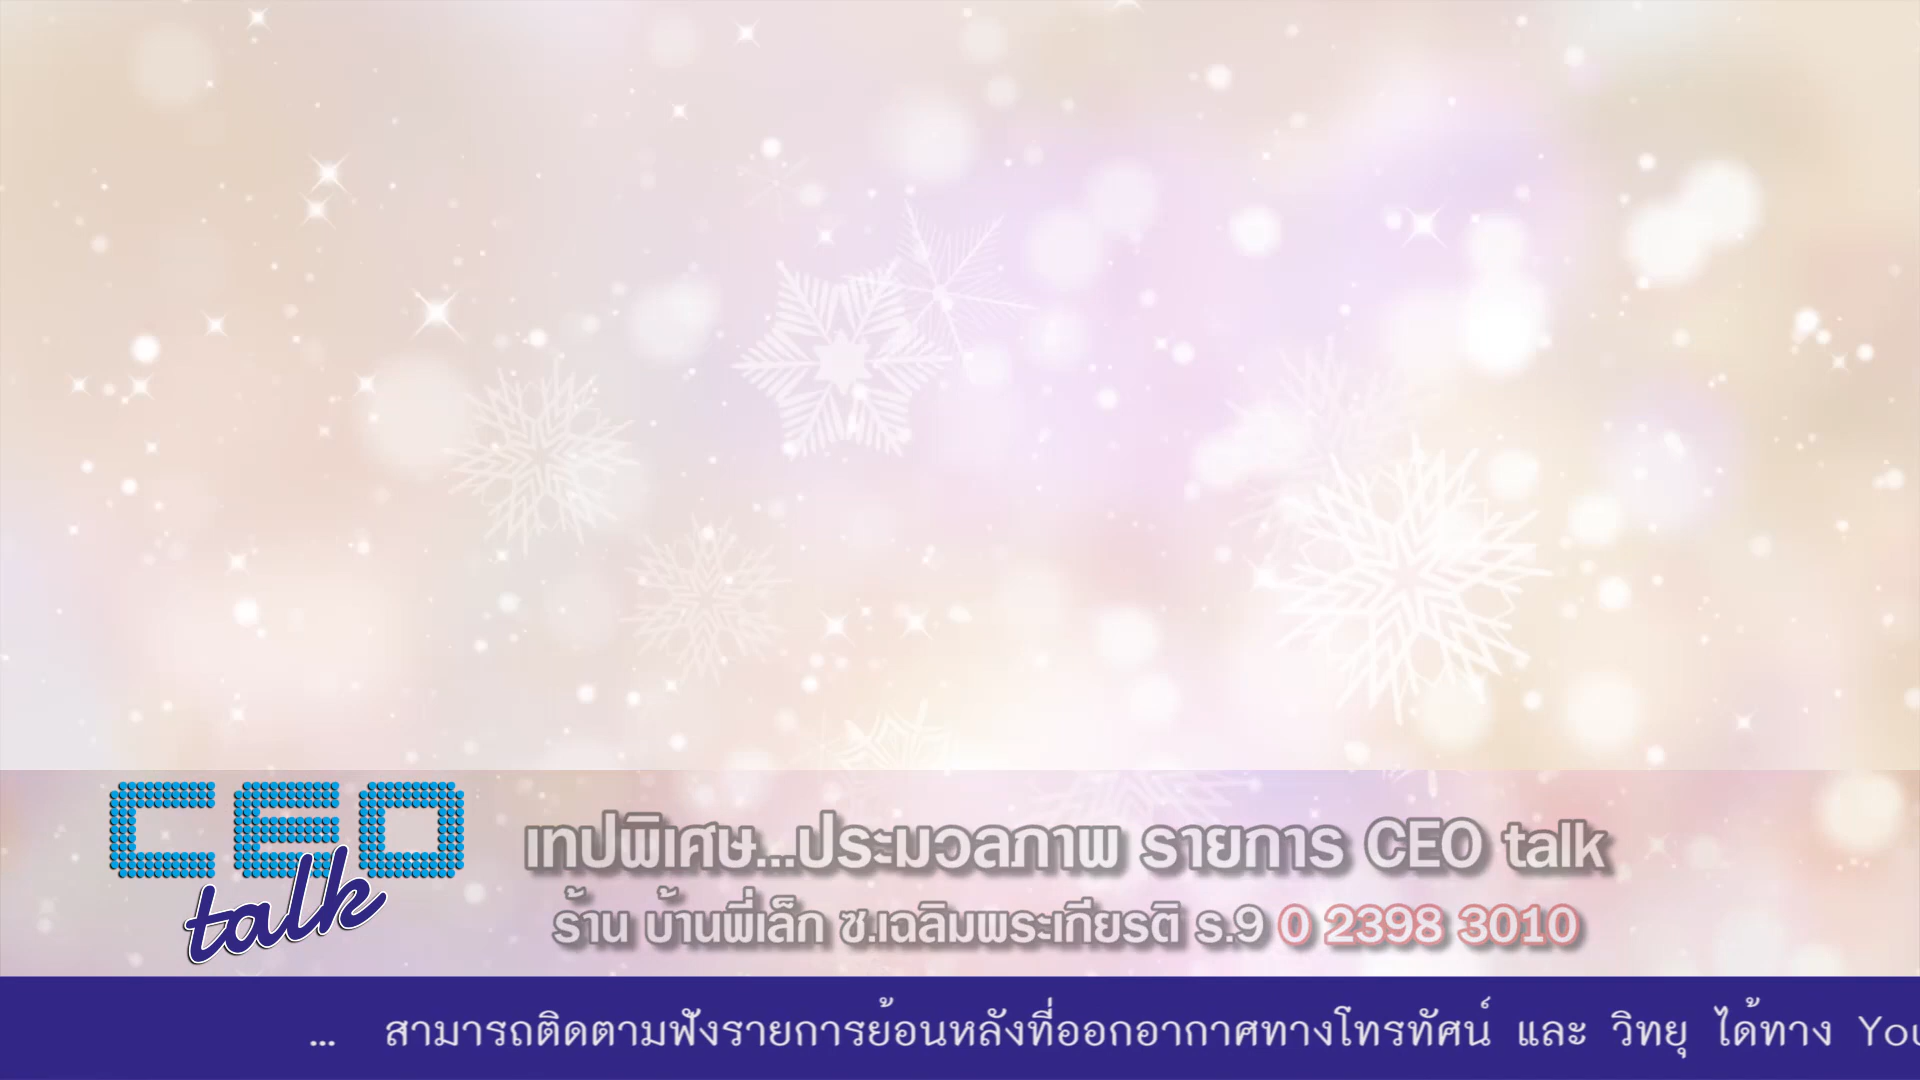 CEO
talk
เทปพิเศษ...ประมวลภาพ รายการ CEO talk
ร้าน บ้านพี่เล็ก ซ.เฉลิมพระเกียรติ ร.9 0 2398 3010
... สามารถติดตามฟังรายการย้อนหลังที่ออกอากาศทางโทรทัศน์ และ วิทยุ ได้ทาง You